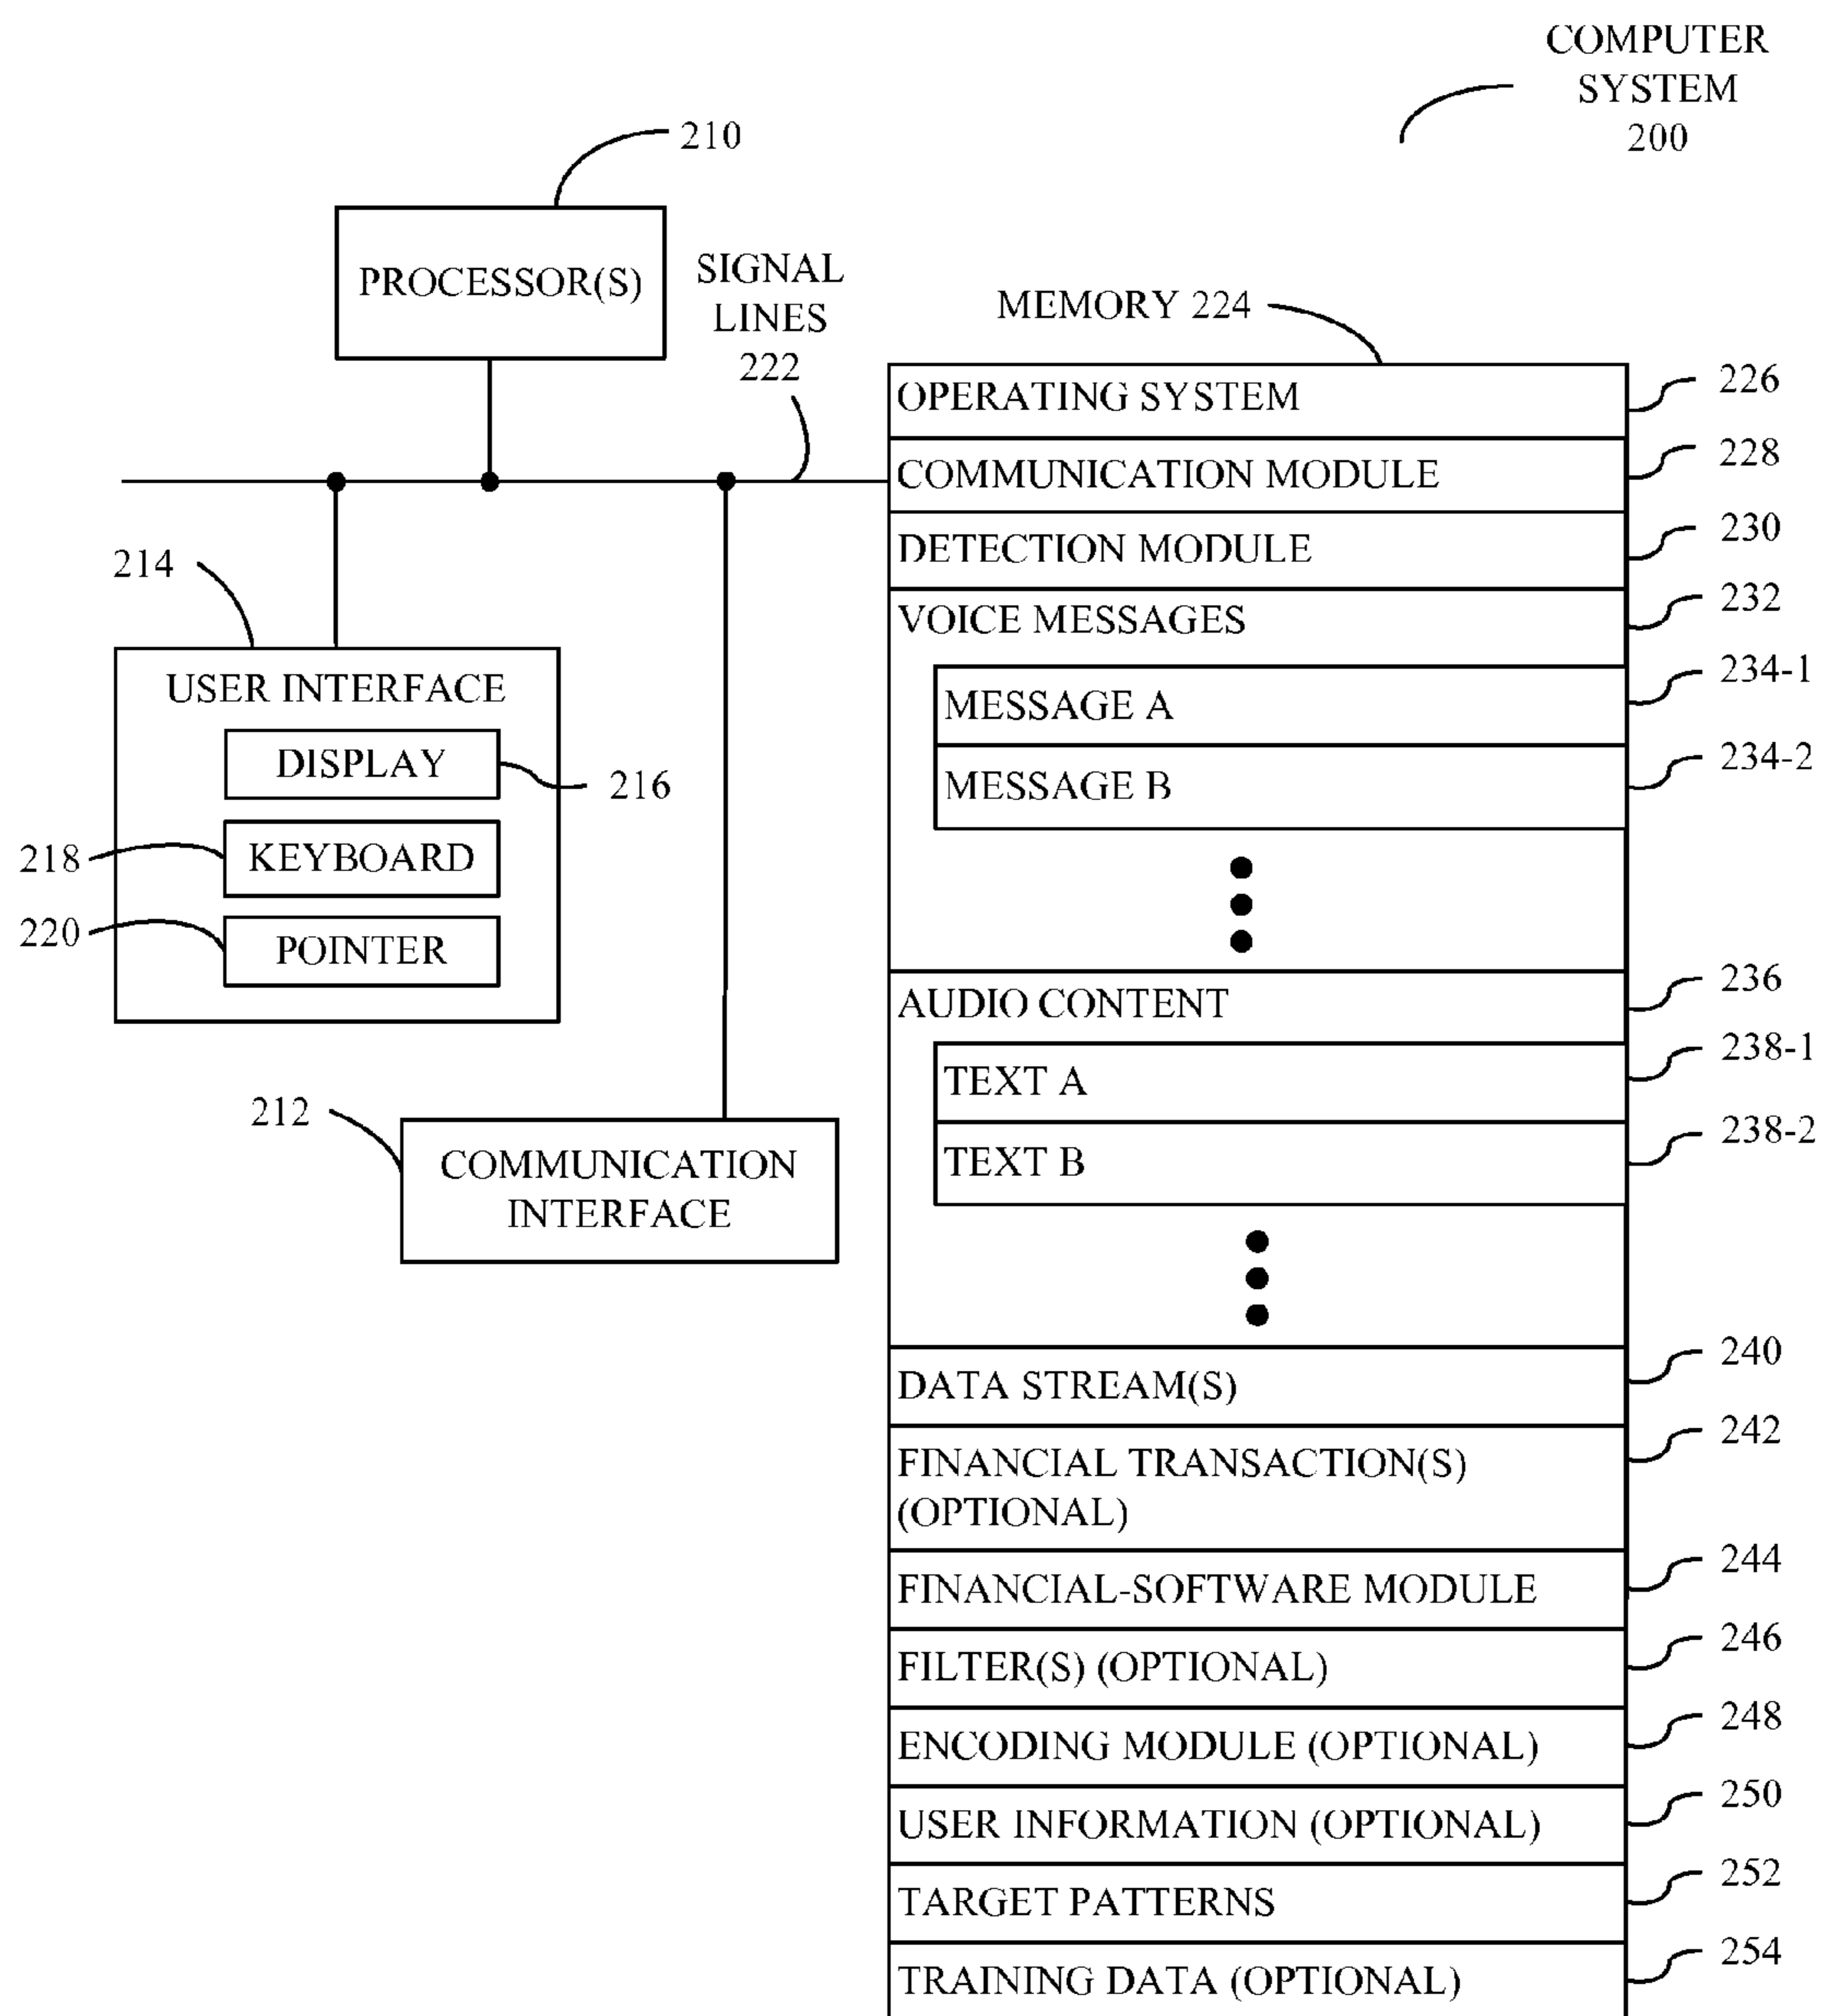 COMPUTER
SYSTEM
200
210
PROCESSOR(S)
SIGNAL
LINES
222
MEMORY 224
OPERATING SYSTEM
226
COMMUNICATION MODULE
228
DETECTION MODULE
230
VOICE MESSAGES
232
MESSAGE A
234-1
MESSAGE B
234-2
214
USER INTERFACE
DISPLAY
216
218
KEYBOARD
220
POINTER
212
COMMUNICATION
INTERFACE
AUDIO CONTENT
236
TEXT A
238-1
TEXT B
238-2
DATA STREAM(S)
240
FINANCIAL TRANSACTION(S)
(OPTIONAL)
242
FINANCIAL-SOFTWARE MODULE
244
FILTER(S) (OPTIONAL)
246
ENCODING MODULE (OPTIONAL)
248
USER INFORMATION (OPTIONAL)
250
TARGET PATTERNS
252
TRAINING DATA (OPTIONAL)
254